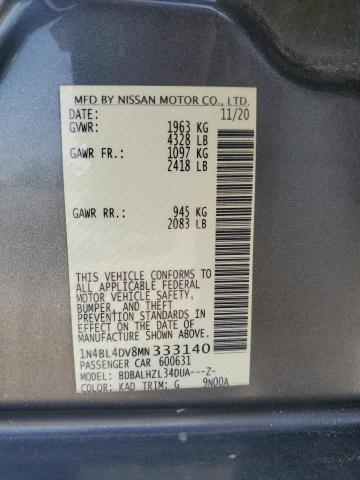 MFD BY NISSAN MOTOR CO., LTD.
DATE: 11/20
GVWR: 1963 KG
4328 LB
GAWR FR: 1097 KG
2418 LB
GAWR RR: 945 KG
2083 LB
THIS VEHICLE CONFORMS TO
ALL APPLICABLE FEDERAL
MOTOR VEHICLE SAFETY,
BUMPER, AND THEFT
PREVENTION STANDARDS IN
EFFECT ON THE DATE OF
MANUFACTURE SHOWN ABOVE.
1N4BL4DV8MN 333140
PASSENGER CAR 600631
MODEL: BDBALHZL34DUA---Z-
COLOR: KAD TRIM: G 9N00A